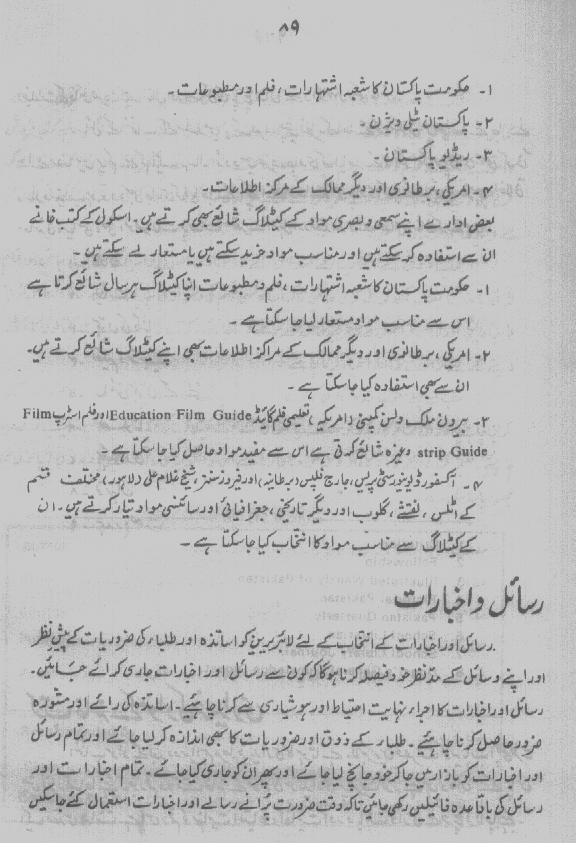 ۸۹
۱۔ حکومت پاکستان کا شعبہ اشتہارات، فلم اور مطبوعات۔
۲۔ پاکستان ٹیلی ویژن۔
۳۔ ریڈیو پاکستان۔
۴۔ امریکی، برطانوی اور دیگر ممالک کے مرکز اطلاعات۔
بعض ادارے اپنے سمعی و بصری مواد کے کیٹلاگ شائع بھی کرتے ہیں۔ اسکول کے کتب خانے
ان سے استفادہ کر سکتے ہیں اور مناسب مواد خرید سکتے ہیں یا مستعار لے سکتے ہیں۔
۱۔ حکومت پاکستان کا شعبہ اشتہارات، فلم و مطبوعات اپنا کیٹلاگ ہر سال شائع کرتا ہے
اس سے مناسب مواد مستعار لیا جا سکتا ہے۔
۲۔ امریکی، برطانوی اور دیگر ممالک کے مرکز اطلاعات بھی اپنے کیٹلاگ شائع کرتے ہیں۔
ان سے بھی استفادہ کیا جا سکتا ہے۔
۳۔ بیرون ملک ولسن کمپنی (امریکہ)، تعلیمی فلم گائیڈ Education Film Guide اور فلم اسٹرپ Film
strip Guide وغیرہ شائع کرتی ہے اس سے مفید مواد حاصل کیا جا سکتا ہے۔
۴۔ آکسفورڈ یونیورسٹی پریس، جارج فلپس (برطانیہ) اور فیروز سنز، شیخ غلام علی (لاہور)، مختلف قسم
کے اٹلس، نقشے، گلوب اور دیگر تاریخی، جغرافیائی اور سائنسی مواد تیار کرتے ہیں۔ ان
کے کیٹلاگ سے مناسب مواد کا انتخاب کیا جا سکتا ہے۔
رسائل و اخبارات
رسائل اور اخبارات کے انتخاب کے لئے لائبریرین کو اساتذہ اور طلباء کی ضروریات کے پیش نظر
اور اپنے وسائل کے مدنظر خود فیصلہ کرنا ہو گا کہ کون سے رسائل اور اخبارات جاری کرائے جائیں۔
رسائل اور اخبارات کا اجراء نہایت احتیاط اور ہوشیاری سے کرنا چاہئیے۔ اساتذہ کی رائے اور مشورہ
ضرور حاصل کرنا چاہئیے۔ طلباء کے ذوق اور ضروریات کا بھی اندازہ کر لیا جائے اور تمام رسائل
اور اخبارات کو بازار میں جا کر خود جانچ لیا جائے اور پھر ان کو جاری کیا جائے۔ تمام اخبارات اور
رسائل کی باقاعدہ فائیلیں رکھی جائیں تاکہ وقت ضرورت پرانے رسالے اور اخبارات استعمال کئے جا سکیں